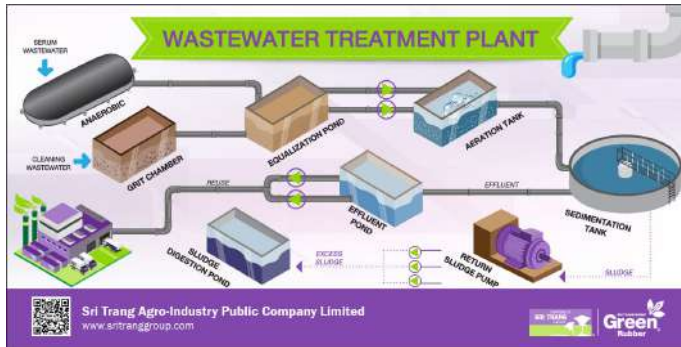 WASTEWATER TREATMENT PLANT
SERUM
WASTEWATER
ANAEROBIC
CLEANING
WASTEWATER
GRIT CHAMBER
EQUALIZATION POND
AERATION TANK
SEDIMENTATION
TANK
EFFLUENT
EFFLUENT
POND
REUSE
SLUDGE
DIGESTION POND
EXCESS
SLUDGE
RETURN
SLUDGE PUMP
SLUDGE
Sri Trang Agro-Industry Public Company Limited
www.sritranggroup.com
SRI TRANG
Green
Rubber